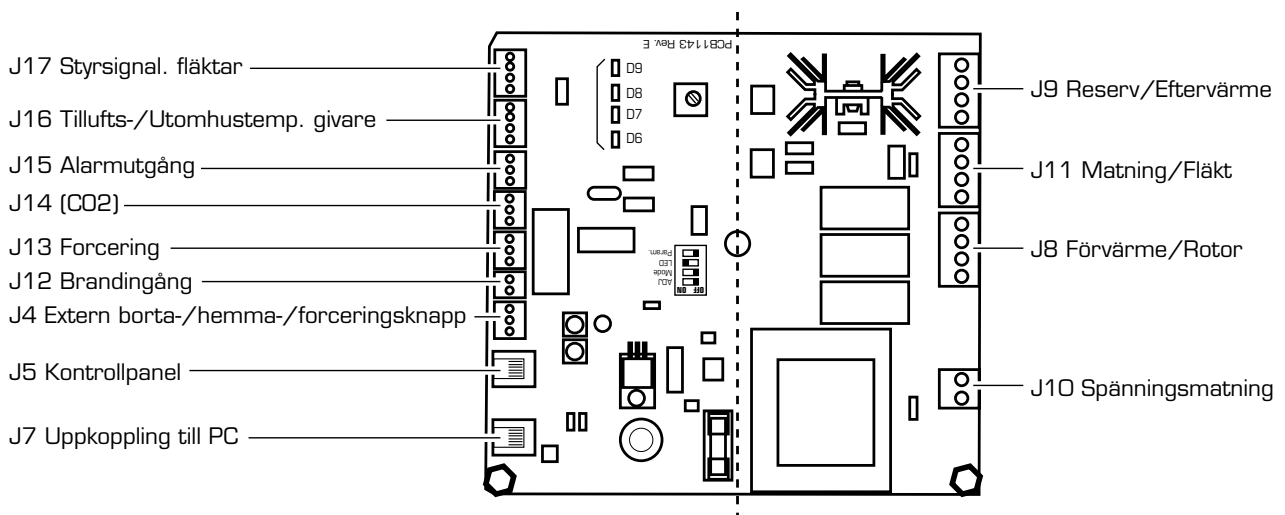 PCB1143 Rev. E
J17 Styrsignal. fläktar
J16 Tillufts-/Utomhustemp. givare
J15 Alarmutgång
J14 (CO2)
J13 Forcering
J12 Brandingång
J4 Extern borta-/hemma-/forceringsknapp
J5 Kontrollpanel
J7 Uppkoppling till PC
D9
D8
D7
D6
Param.
LED
Mode
ADJ
OFF ON
J9 Reserv/Eftervärme
J11 Matning/Fläkt
J8 Förvärme/Rotor
J10 Spänningsmatning